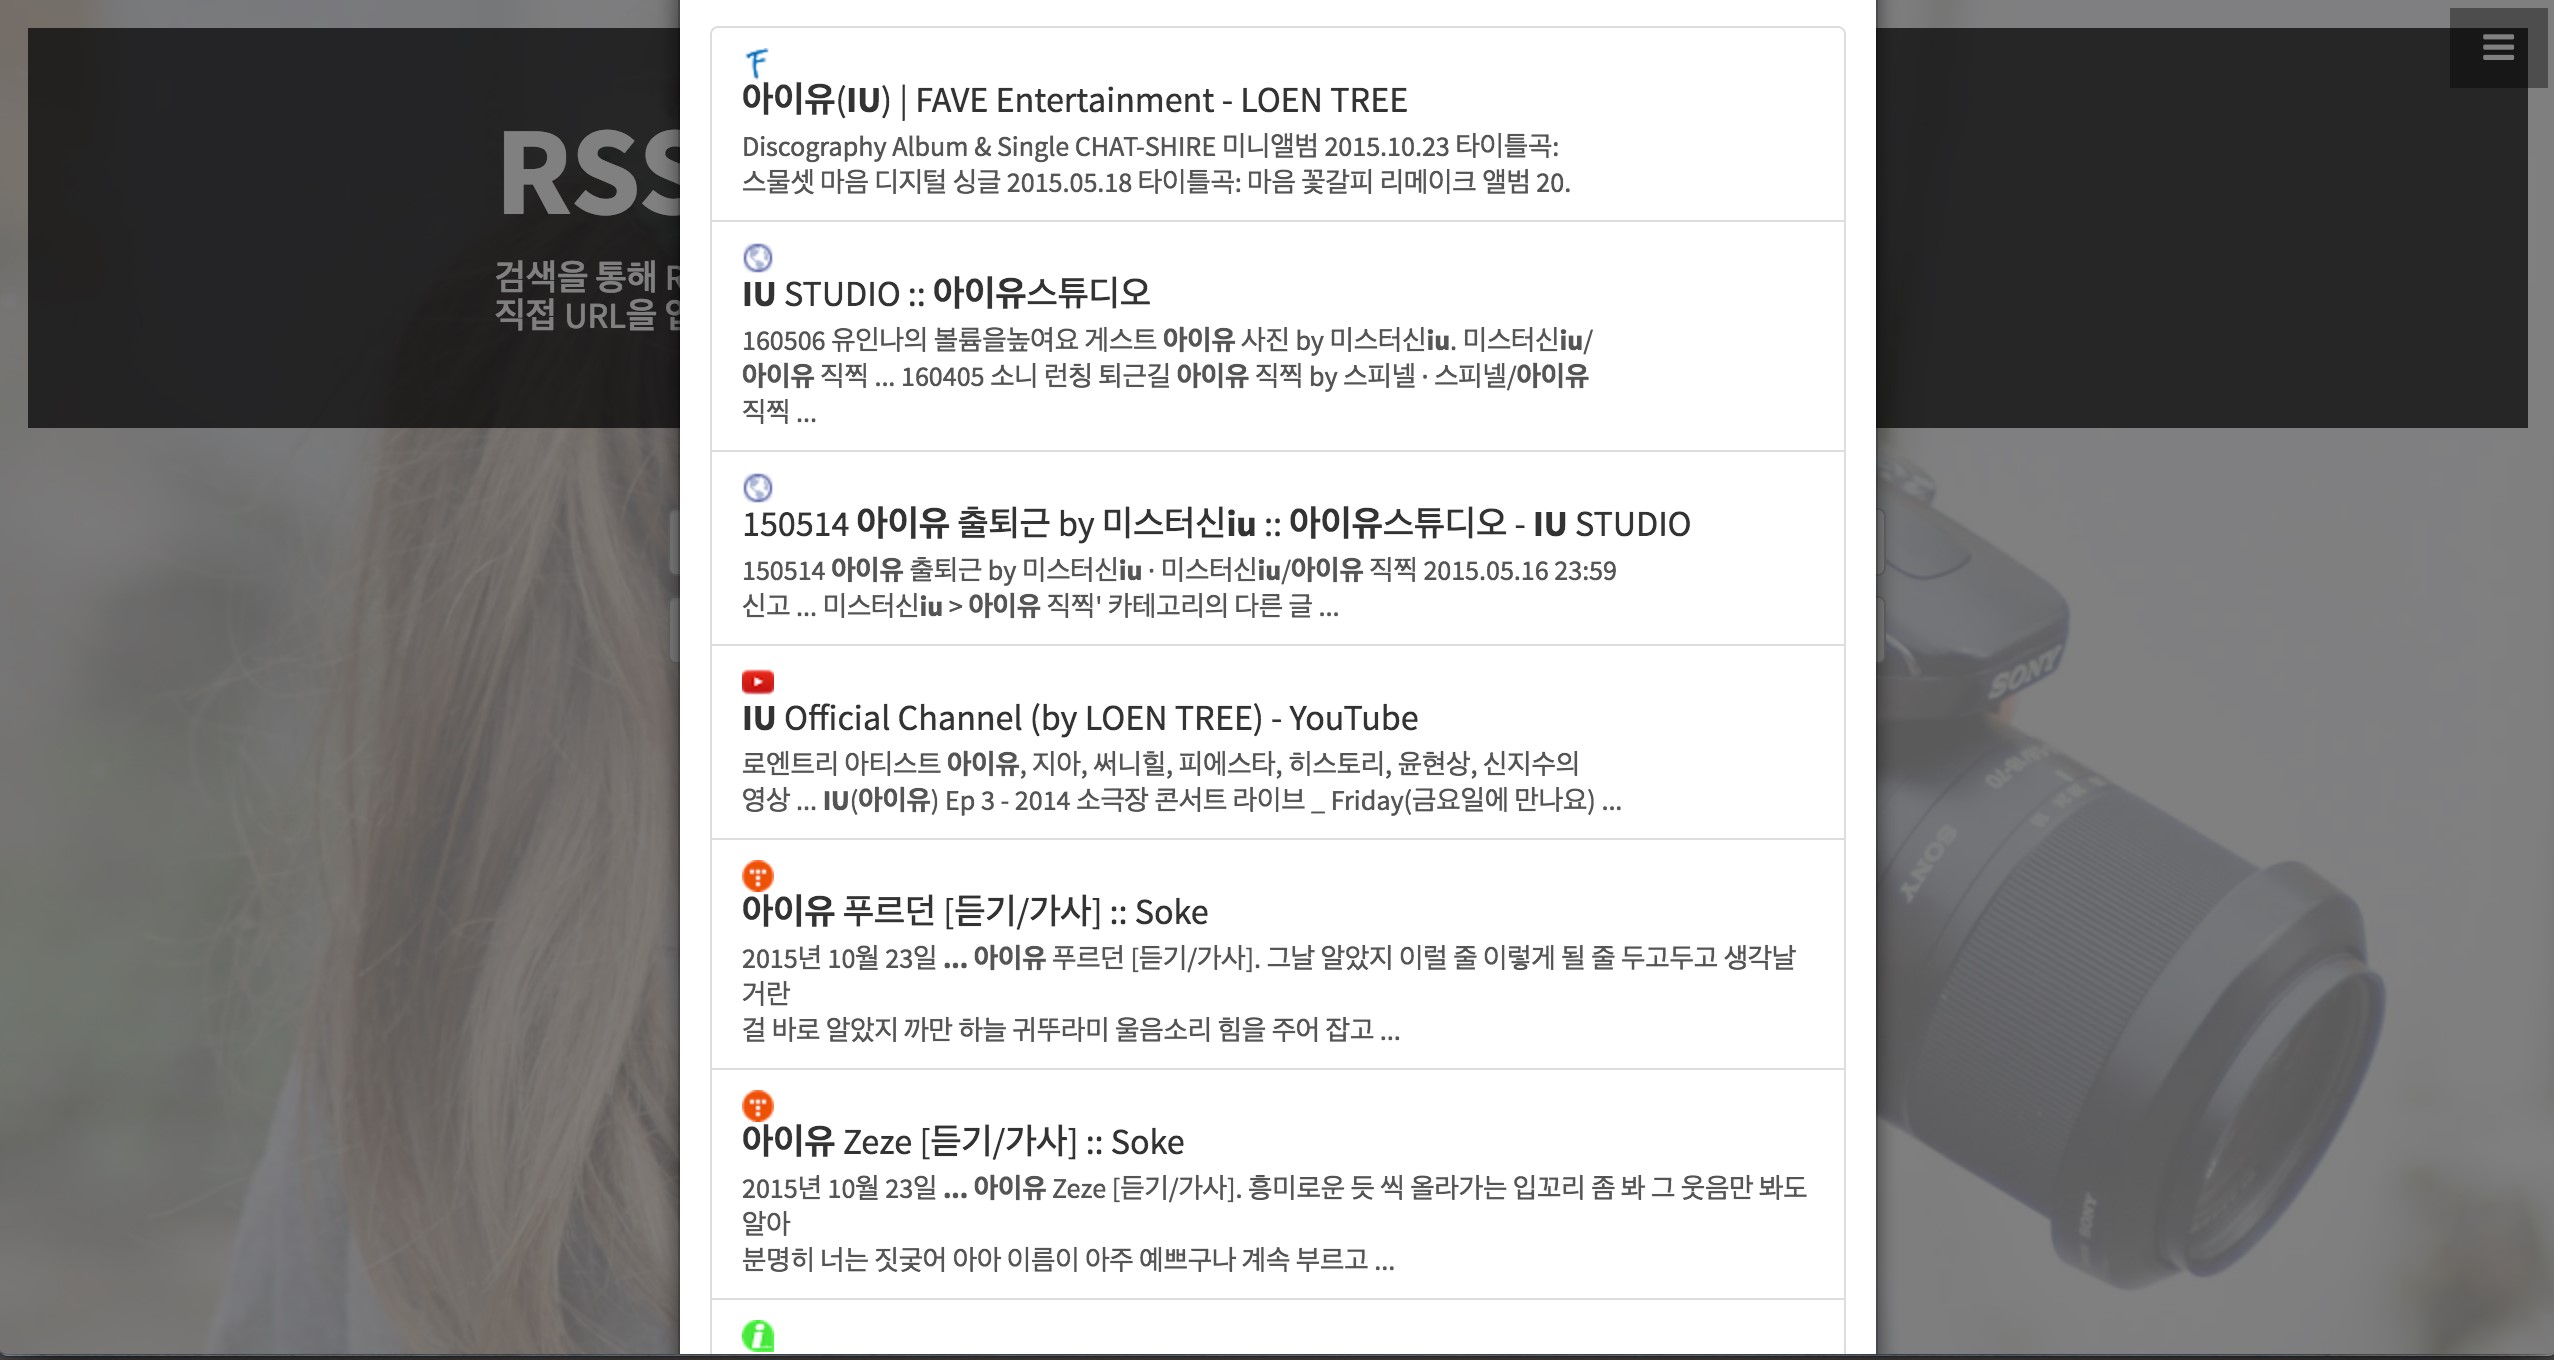 RSS
검색을 통해
직접 URL을
아이유(IU) | FAVE Entertainment - LOEN TREE
Discography Album & Single CHAT-SHIRE 미니앨범 2015.10.23 타이틀곡:
스물셋 마음 디지털 싱글 2015.05.18 타이틀곡: 마음 꽃갈피 리메이크 앨범 20.
IU STUDIO :: 아이유스튜디오
160506 유인나의 볼륨을높여요 게스트 아이유 사진 by 미스터신iu. 미스터신iu/
아이유 직찍 ... 160405 소니 런칭 퇴근길 아이유 직찍 by 스피넬 · 스피넬/아이유
직찍 ...
150514 아이유 출퇴근 by 미스터신iu :: 아이유스튜디오 - IU STUDIO
150514 아이유 출퇴근 by 미스터신iu · 미스터신iu/아이유 직찍 2015.05.16 23:59
신고 ... 미스터신iu > 아이유 직찍' 카테고리의 다른 글 ...
IU Official Channel (by LOEN TREE) - YouTube
로엔트리 아티스트 아이유, 지아, 써니힐, 피에스타, 히스토리, 윤현상, 신지수의
영상 ... IU(아이유) Ep 3 - 2014 소극장 콘서트 라이브 _ Friday(금요일에 만나요) ...
아이유 푸르던 [듣기/가사] :: Soke
2015년 10월 23일 ... 아이유 푸르던 [듣기/가사]. 그날 알았지 이럴 줄 이렇게 될 줄 두고두고 생각날
거란
걸 바로 알았지 까만 하늘 귀뚜라미 울음소리 힘을 주어 잡고 ...
아이유 Zeze [듣기/가사] :: Soke
2015년 10월 23일 ... 아이유 Zeze [듣기/가사]. 흥미로운 듯 씩 올라가는 입꼬리 좀 봐 그 웃음만 봐도
알아
분명히 너는 짓궂어 아아 이름이 아주 예쁘구나 계속 부르고 ...
SONY
SONY
SONY